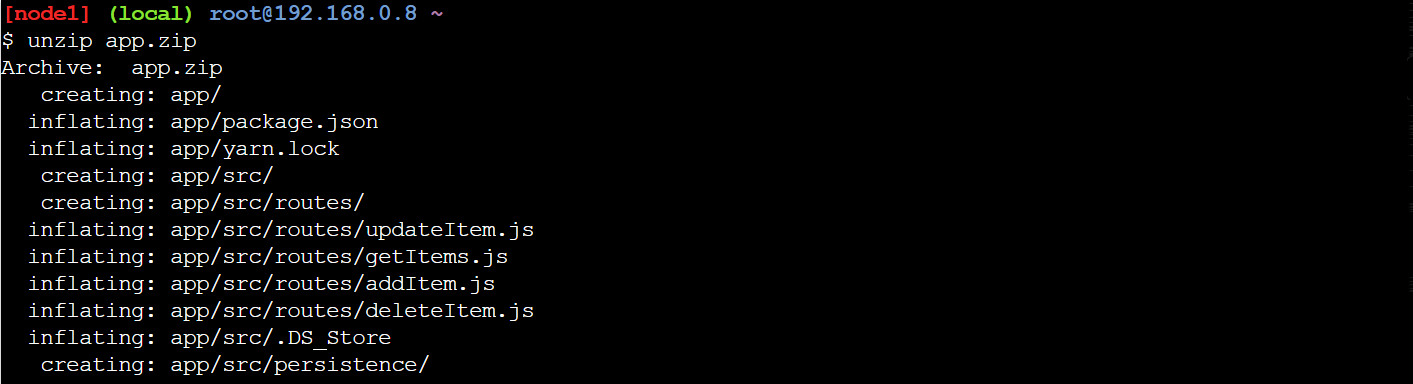 [node1] (local) root@192.168.0.8 ~
$ unzip app.zip
Archive:  app.zip
   creating: app/
  inflating: app/package.json
  inflating: app/yarn.lock
   creating: app/src/
   creating: app/src/routes/
  inflating: app/src/routes/updateItem.js
  inflating: app/src/routes/getItems.js
  inflating: app/src/routes/addItem.js
  inflating: app/src/routes/deleteItem.js
  inflating: app/src/.DS_Store
   creating: app/src/persistence/